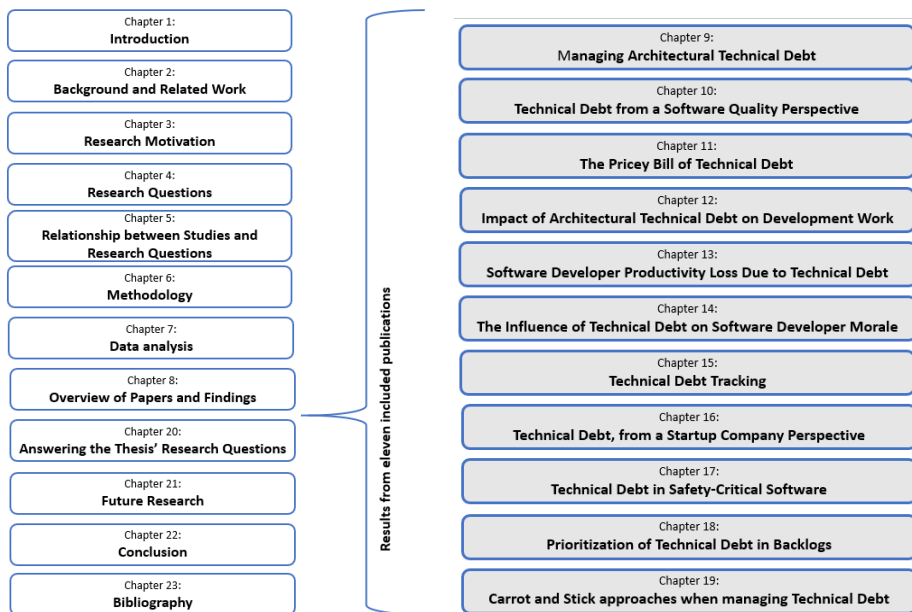 Chapter 1:
Introduction
Chapter 2:
Background and Related Work
Chapter 3:
Research Motivation
Chapter 4:
Research Questions
Chapter 5:
Relationship between Studies and
Research Questions
Chapter 6:
Methodology
Chapter 7:
Data analysis
Chapter 8:
Overview of Papers and Findings
Chapter 20:
Answering the Thesis’ Research Questions
Chapter 21:
Future Research
Chapter 22:
Conclusion
Chapter 23:
Bibliography
Results from eleven included publications
Chapter 9:
Managing Architectural Technical Debt
Chapter 10:
Technical Debt from a Software Quality Perspective
Chapter 11:
The Pricey Bill of Technical Debt
Chapter 12:
Impact of Architectural Technical Debt on Development Work
Chapter 13:
Software Developer Productivity Loss Due to Technical Debt
Chapter 14:
The Influence of Technical Debt on Software Developer Morale
Chapter 15:
Technical Debt Tracking
Chapter 16:
Technical Debt, from a Startup Company Perspective
Chapter 17:
Technical Debt in Safety-Critical Software
Chapter 18:
Prioritization of Technical Debt in Backlogs
Chapter 19:
Carrot and Stick approaches when managing Technical Debt